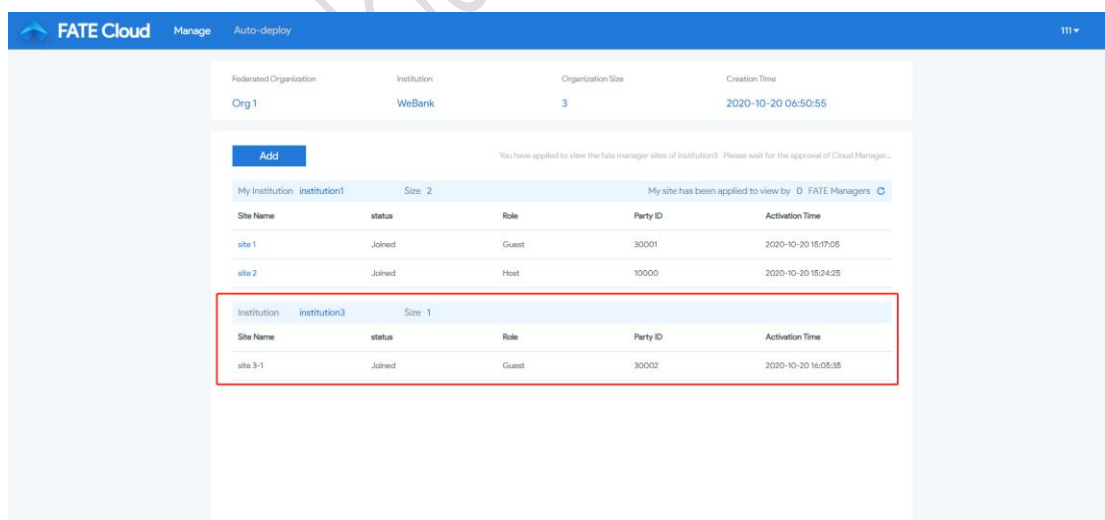 FATE Cloud Manage Auto-deploy 111
Federated Organization Institution Organization Size Creation Time
Org 1 WeBank 3 2020-10-20 06:50:55
Add You have applied to view the fate manager sites of institution3 Please wait for the approval of Cloud Manager...
My Institution institution1 Size 2 My site has been applied to view by 0 FATE Managers
Site Name status Role Party ID Activation Time
site 1 Joined Guest 30001 2020-10-20 15:17:05
site 2 Joined Host 10000 2020-10-20 15:24:25
Institution institution3 Size 1
Site Name status Role Party ID Activation Time
site 3-1 Joined Guest 30002 2020-10-20 16:05:35